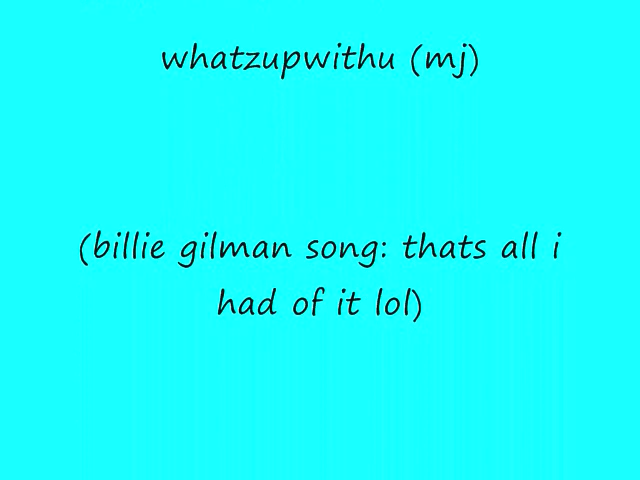 whatzupwithu (mj)
(billie gilman song: thats all i
had of it lol)